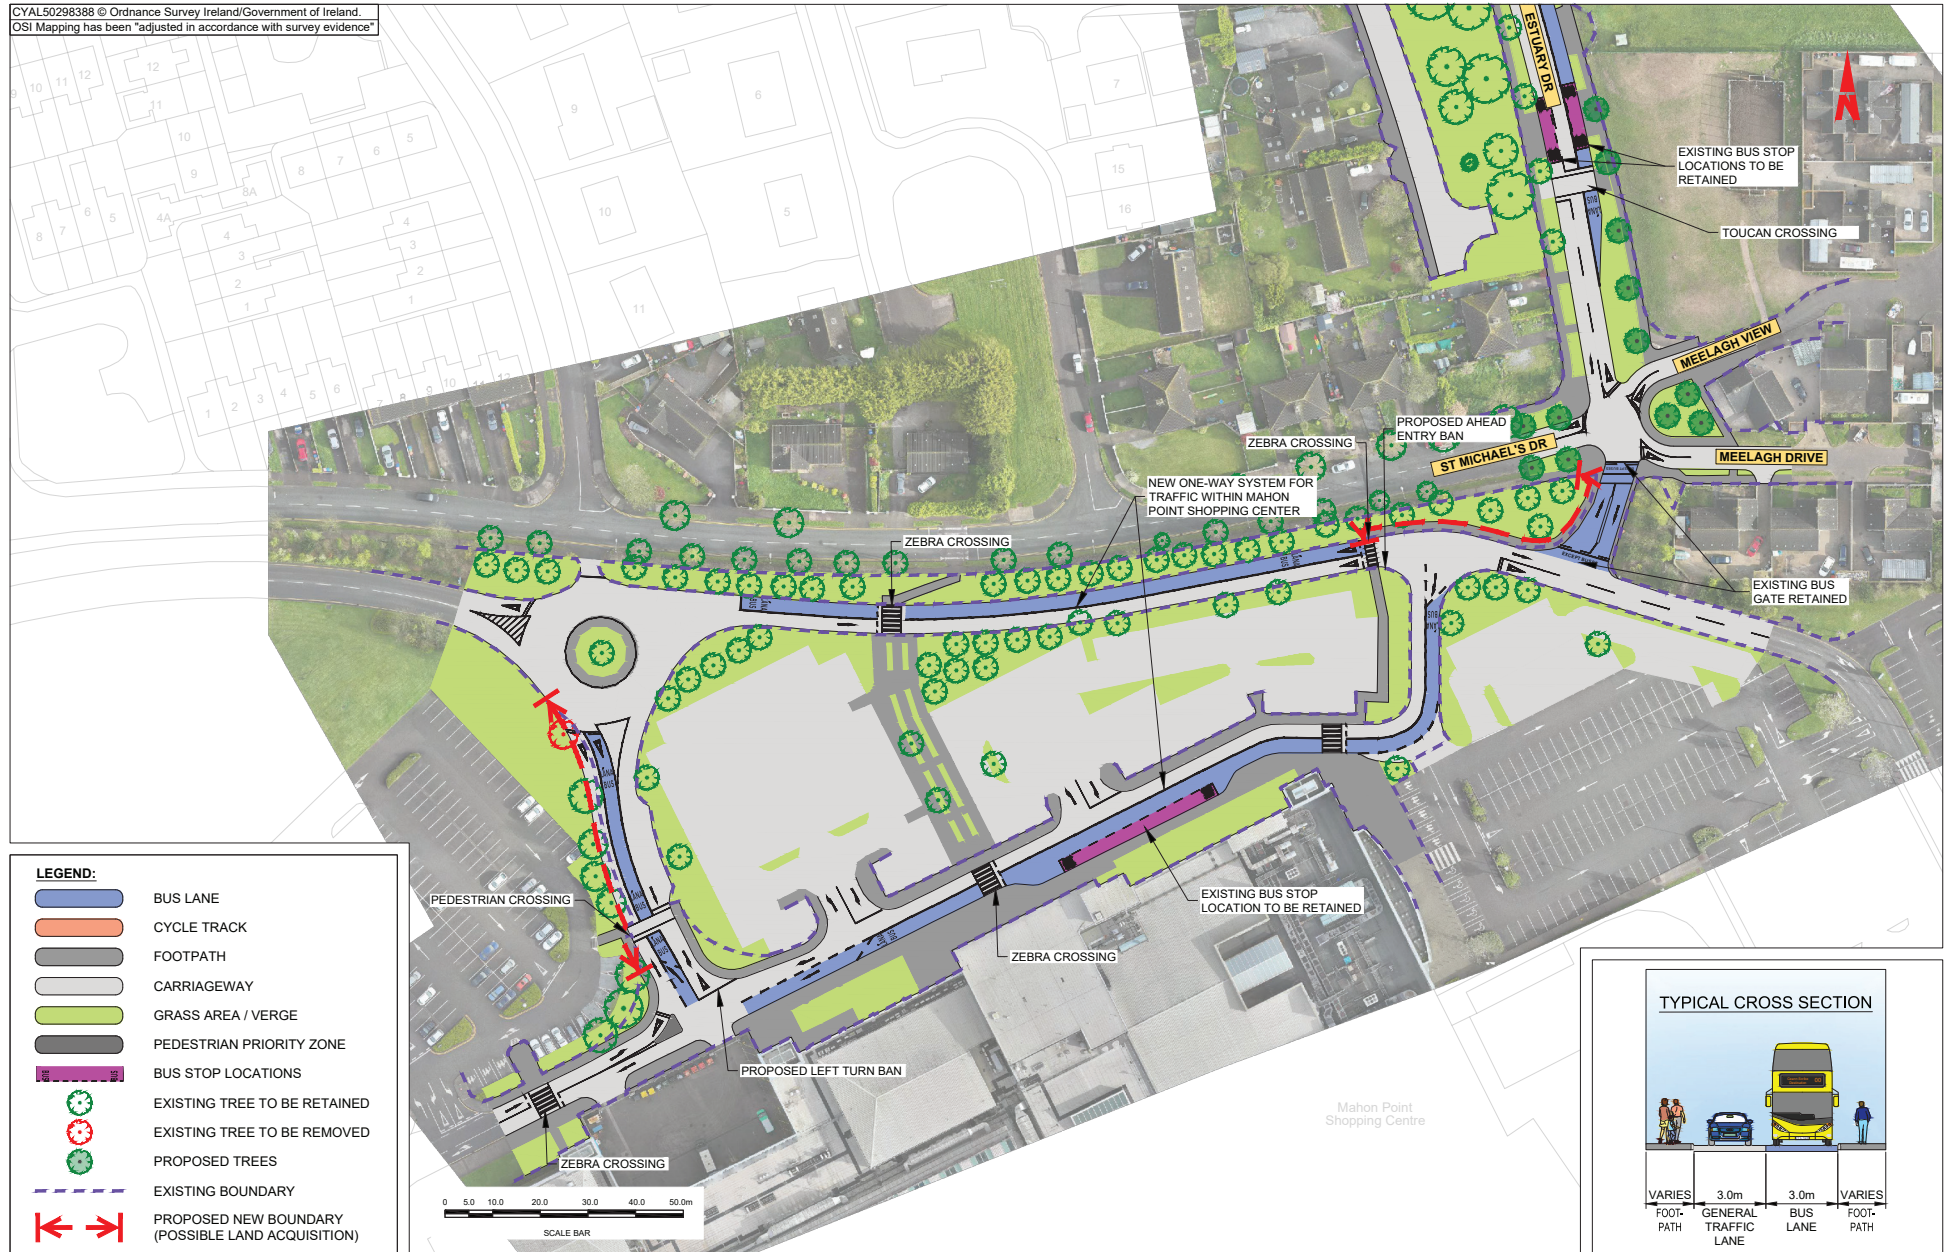 CYAL50298388 © Ordnance Survey Ireland/Government of Ireland.
OSI Mapping has been "adjusted in accordance with survey evidence"
ESTUARY DR
EXISTING BUS STOP
LOCATIONS TO BE
RETAINED
TOUCAN CROSSING
MEELAGH VIEW
PROPOSED AHEAD
ENTRY BAN
ZEBRA CROSSING
ST MICHAEL'S DR
MEELAGH DRIVE
NEW ONE-WAY SYSTEM FOR
TRAFFIC WITHIN MAHON
POINT SHOPPING CENTER
ZEBRA CROSSING
EXISTING BUS
GATE RETAINED
LEGEND:
BUS LANE
CYCLE TRACK
FOOTPATH
CARRIAGEWAY
GRASS AREA / VERGE
PEDESTRIAN PRIORITY ZONE
BUS STOP LOCATIONS
EXISTING TREE TO BE RETAINED
EXISTING TREE TO BE REMOVED
PROPOSED TREES
EXISTING BOUNDARY
PROPOSED NEW BOUNDARY
(POSSIBLE LAND ACQUISITION)
PEDESTRIAN CROSSING
EXISTING BUS STOP
LOCATION TO BE RETAINED
ZEBRA CROSSING
PROPOSED LEFT TURN BAN
ZEBRA CROSSING
Mahon Point
Shopping Centre
0 5.0 10.0 20.0 30.0 40.0 50.0m
SCALE BAR
TYPICAL CROSS SECTION
VARIES 3.0m 3.0m VARIES
FOOT-
PATH
GENERAL
TRAFFIC
LANE
BUS
LANE
FOOT-
PATH